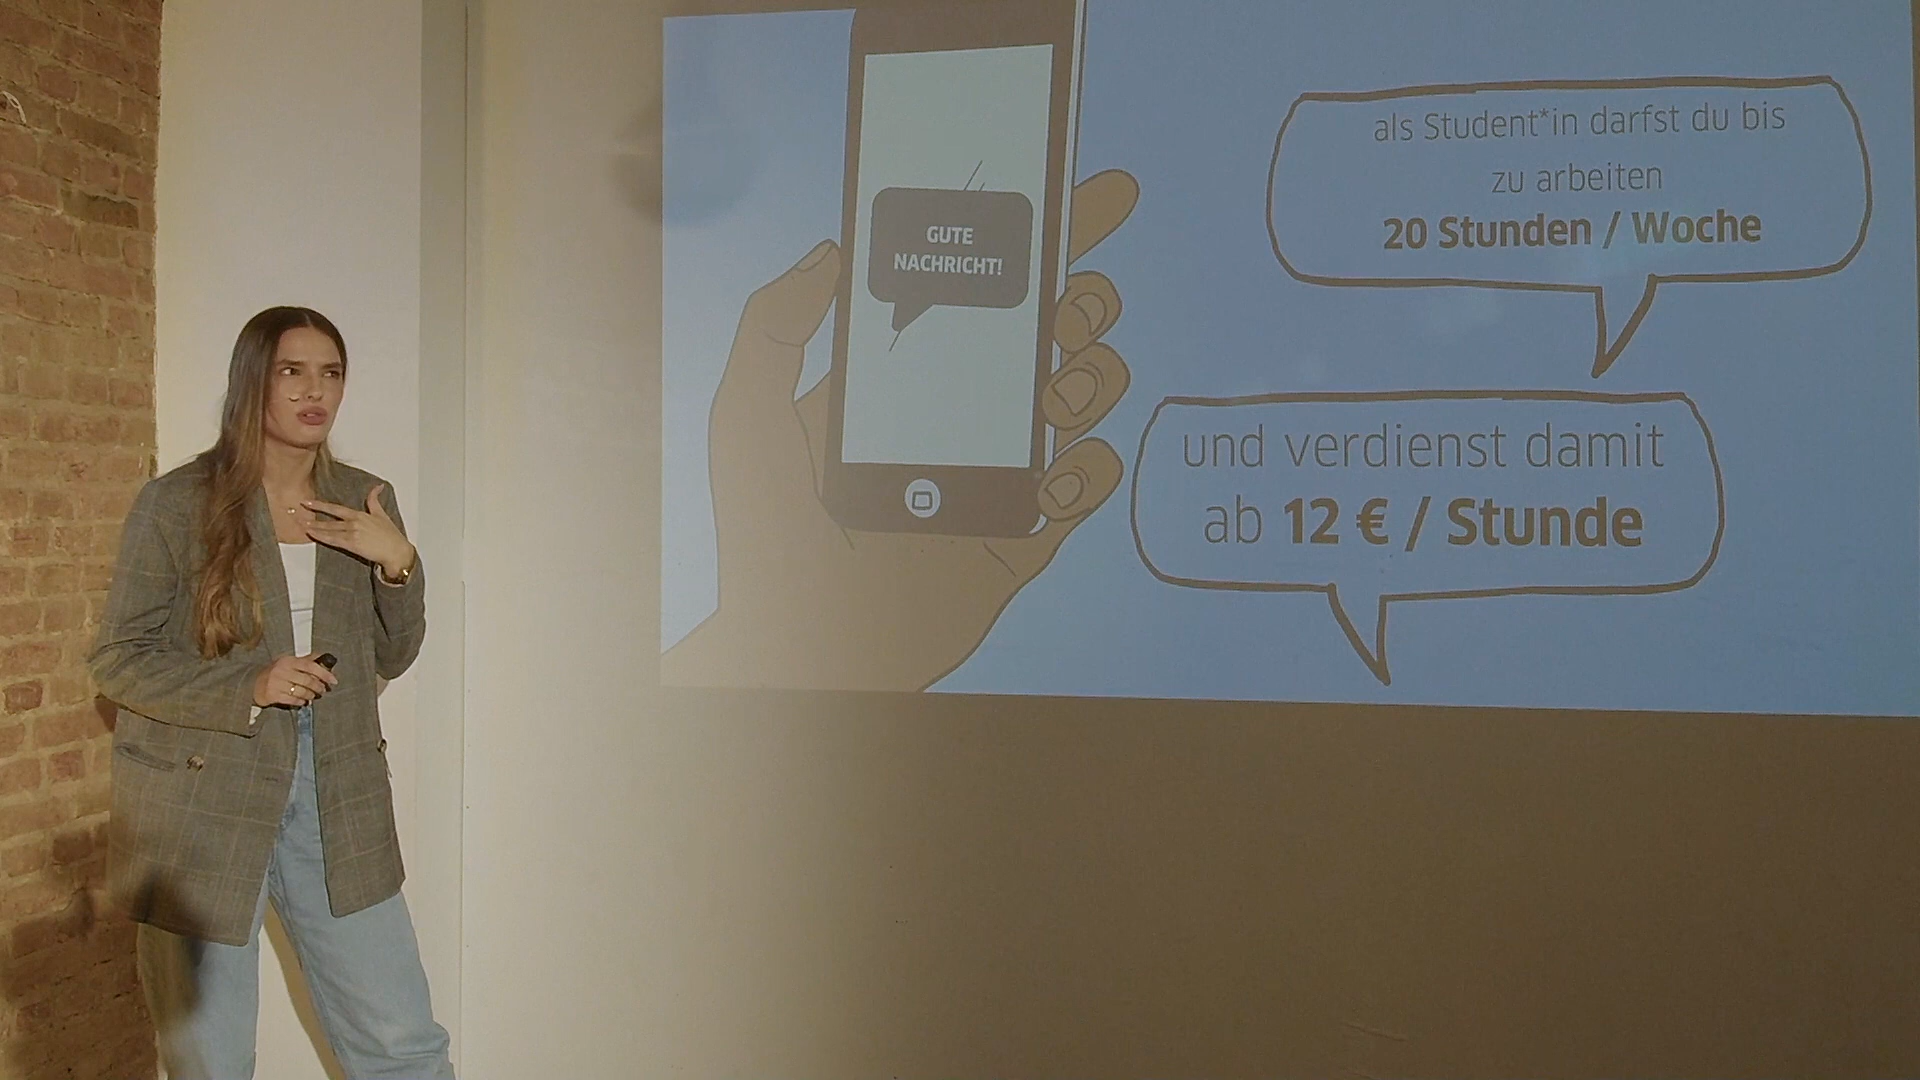 GUTE
NACHRICHT!
als Student*in darfst du bis
zu arbeiten
20 Stunden / Woche
und verdienst damit
ab 12 € / Stunde